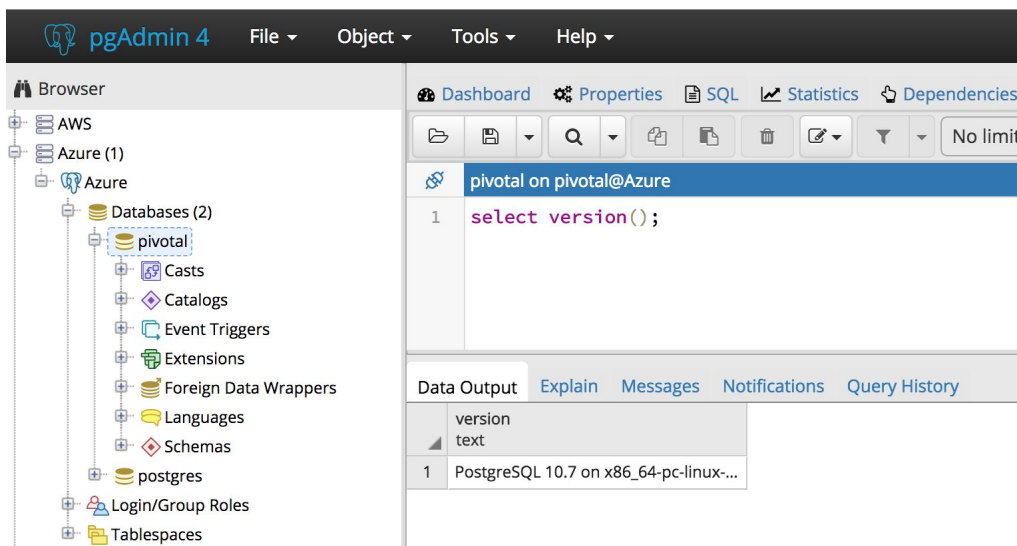 pgAdmin 4 File Object Tools Help
Browser
AWS
Azure (1)
Azure
Databases (2)
pivotal
Casts
Catalogs
Event Triggers
Extensions
Foreign Data Wrappers
Languages
Schemas
postgres
Login/Group Roles
Tablespaces
Dashboard Properties SQL Statistics Dependencies
No limit
pivotal on pivotal@Azure
1 select version();
Data Output Explain Messages Notifications Query History
version
text
1 PostgreSQL 10.7 on x86_64-pc-linux-...